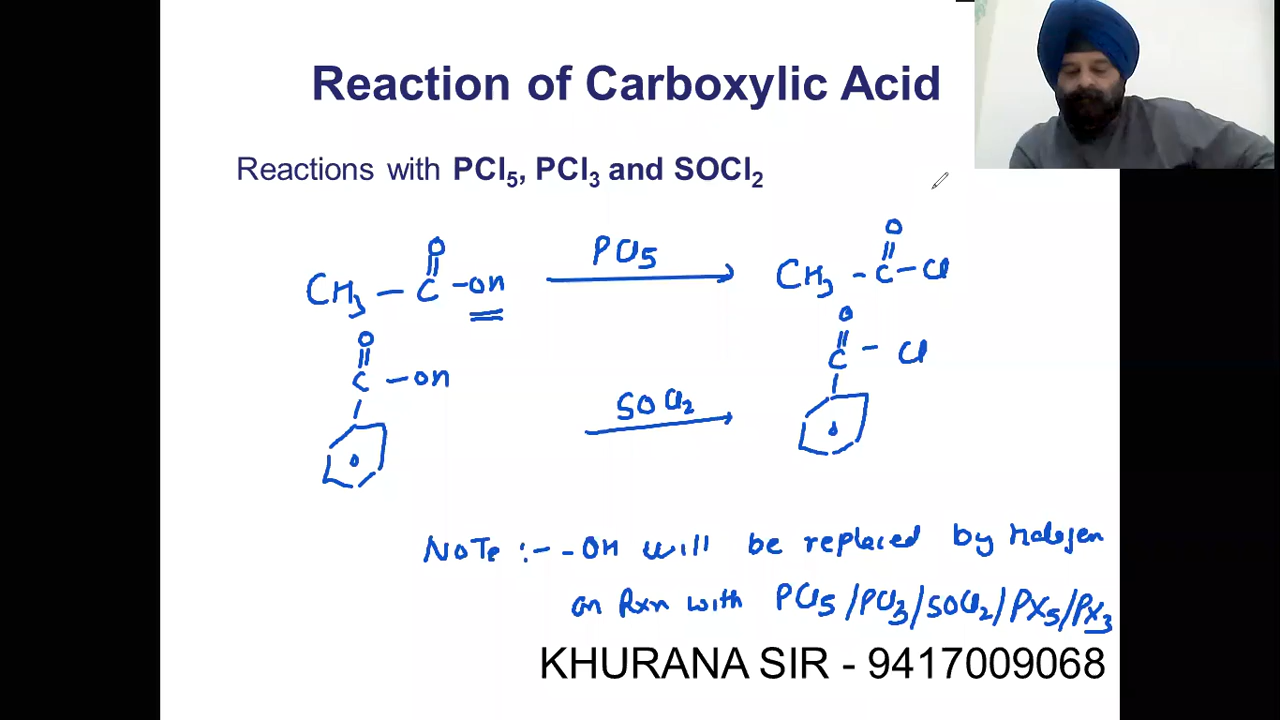 Reaction of Carboxylic Acid
Reactions with PCl5, PCl3 and SOCl2
O
CH3 – C – OH PCl5 CH3 – C – Cl
O
O
C – OH SOCl2 C – Cl
O
NOTE :- -OH will be replaced by Halogen
on Rxn with PCl5 / PCl3 / SOCl2 / PX5 / PX3
KHURANA SIR - 9417009068